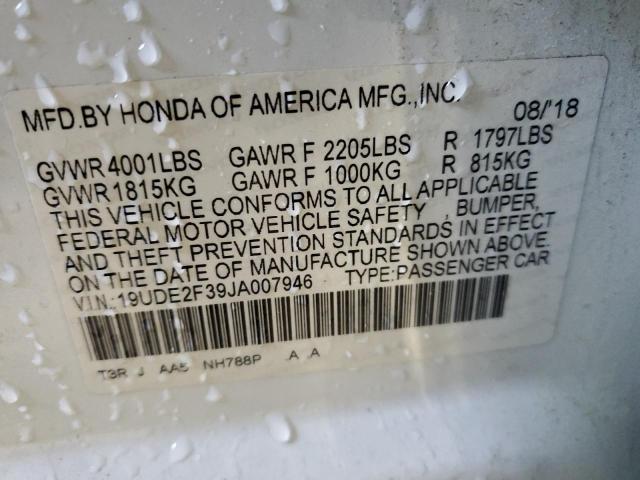 MFD.BY HONDA OF AMERICA MFG.,INC. 08/'18
GVWR 4001LBS GAWR F 2205LBS R 1797LBS
GVWR 1815KG GAWR F 1000KG R 815KG
THIS VEHICLE CONFORMS TO ALL APPLICABLE
FEDERAL MOTOR VEHICLE SAFETY , BUMPER,
AND THEFT PREVENTION STANDARDS IN EFFECT
ON THE DATE OF MANUFACTURE SHOWN ABOVE.
VIN:19UDE2F39JA007946 TYPE:PASSENGER CAR
T3R J AA5 NH788P A A